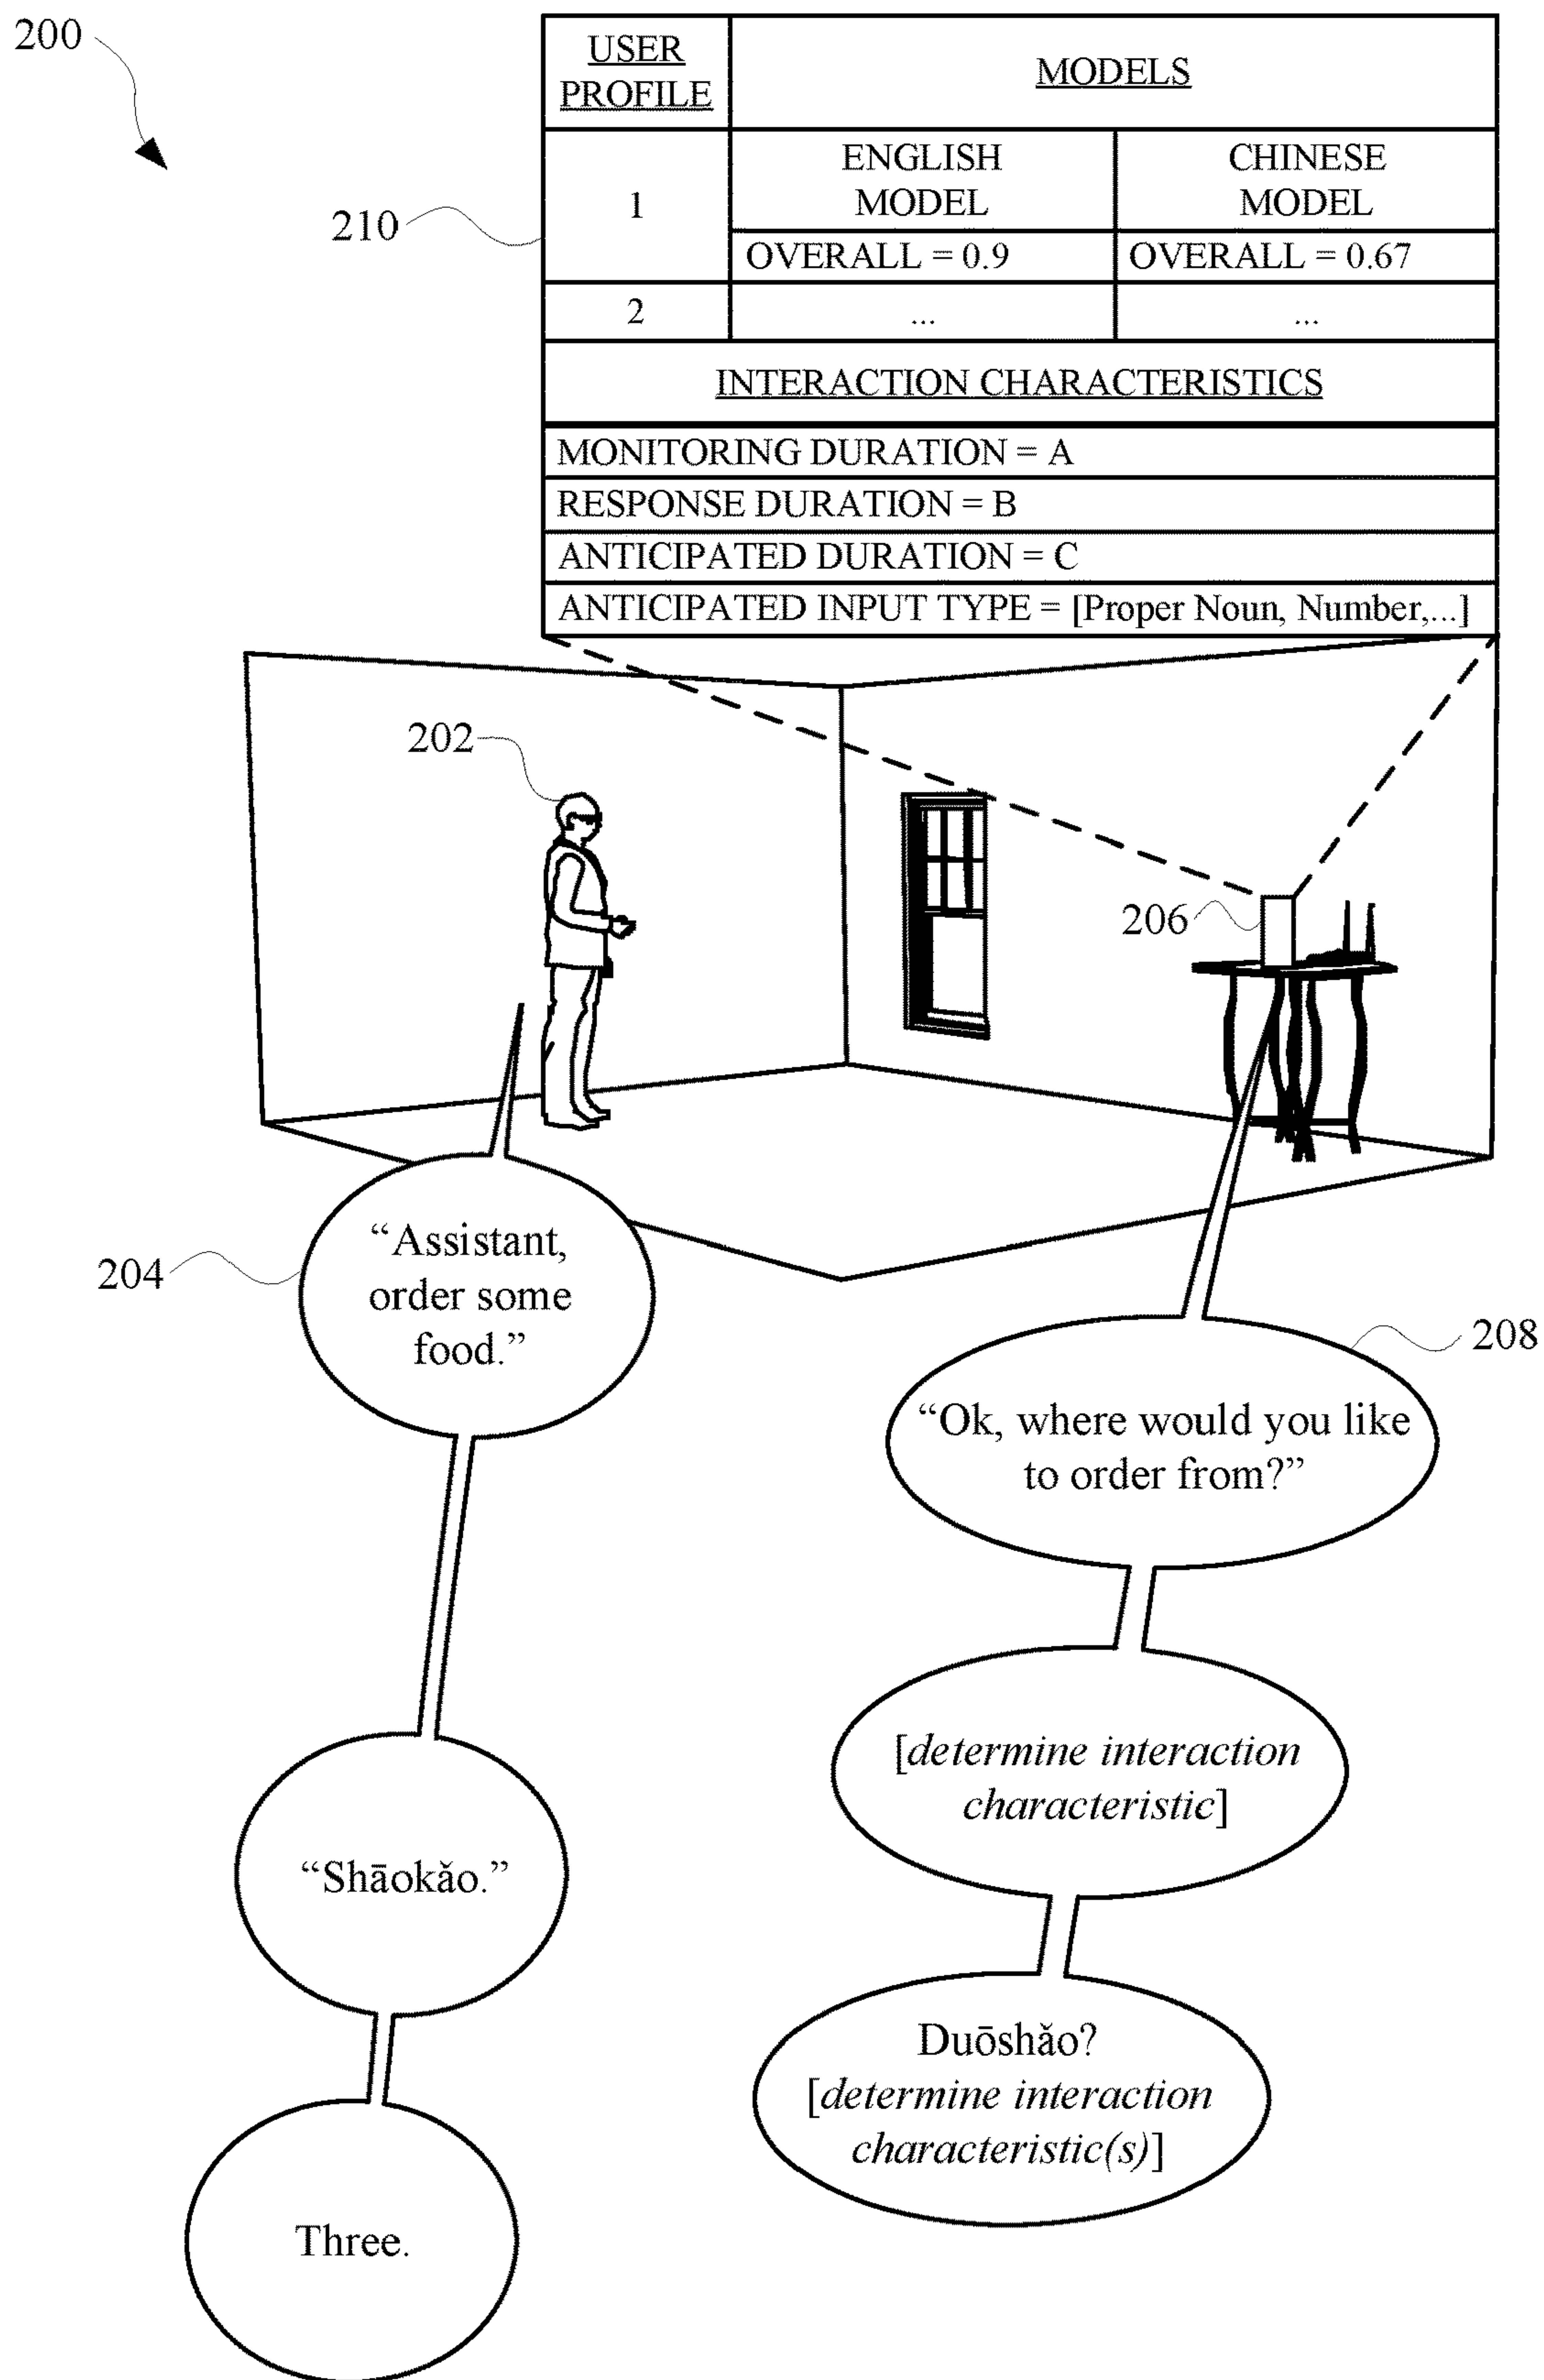 200
USER
PROFILE
MODELS
1
ENGLISH
MODEL
CHINESE
MODEL
210
OVERALL = 0.9
OVERALL = 0.67
2
...
...
INTERACTION CHARACTERISTICS
MONITORING DURATION = A
RESPONSE DURATION = B
ANTICIPATED DURATION = C
ANTICIPATED INPUT TYPE = [Proper Noun, Number,...]
202
206
204
“Assistant,
order some
food.”
208
“Ok, where would you like
to order from?”
[determine interaction
characteristic]
“Shāokǎo.”
Duōshǎo?
[determine interaction
characteristic(s)]
Three.